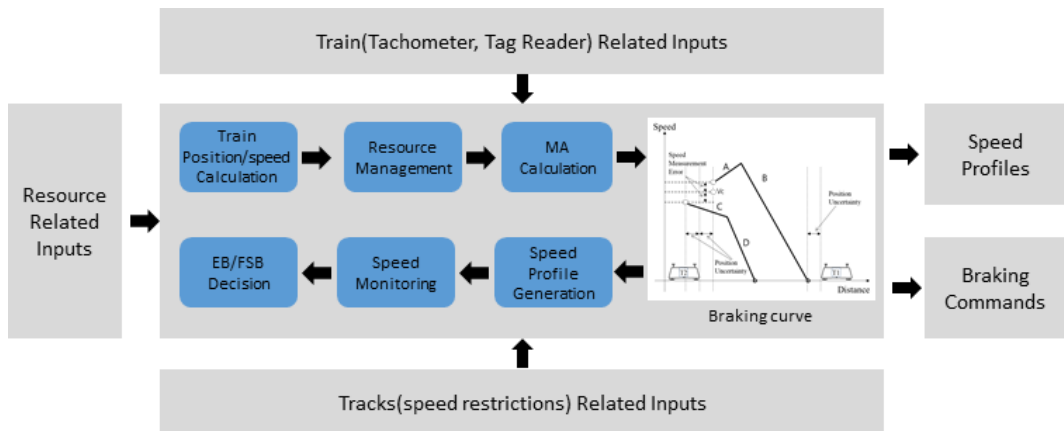 Train(Tachometer, Tag Reader) Related Inputs
Resource
Related
Inputs
Train
Position/speed
Calculation
Resource
Management
MA
Calculation
Speed
Speed
Measurement
Error
A
B
Vc
C
D
Position
Uncertainty
Position
Uncertainty
T2
T1
Distance
Braking curve
EB/FSB
Decision
Speed
Monitoring
Speed
Profile
Generation
Speed
Profiles
Braking
Commands
Tracks(speed restrictions) Related Inputs